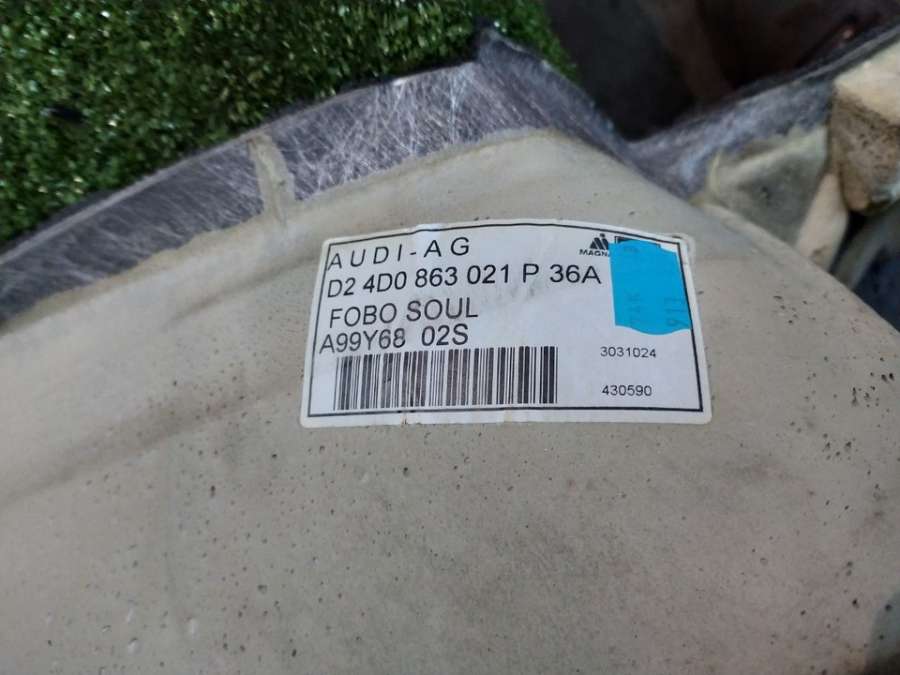 AUDI-AG
D2 4D0 863 021 P 36A
FOBO SOUL
A99Y68 02S
3031024
430590